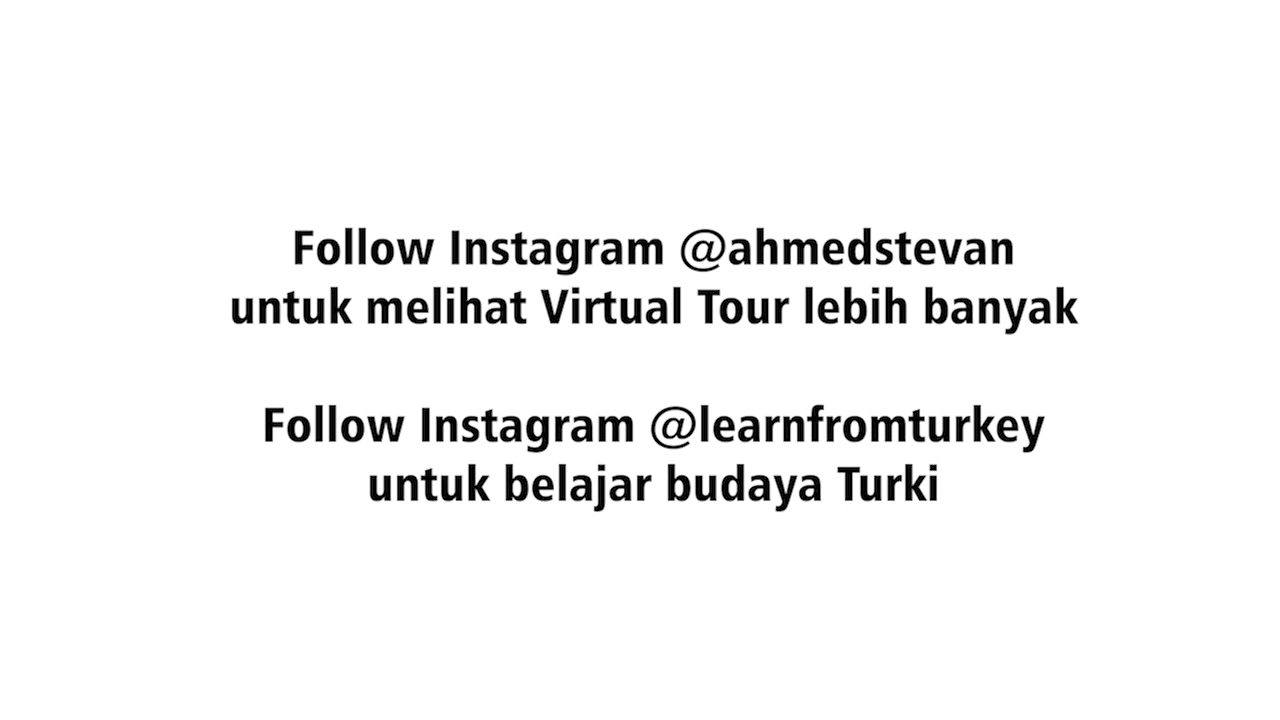 Follow Instagram @ahmedstevan
untuk melihat Virtual Tour lebih banyak
Follow Instagram @learnfromturkey
untuk belajar budaya Turki